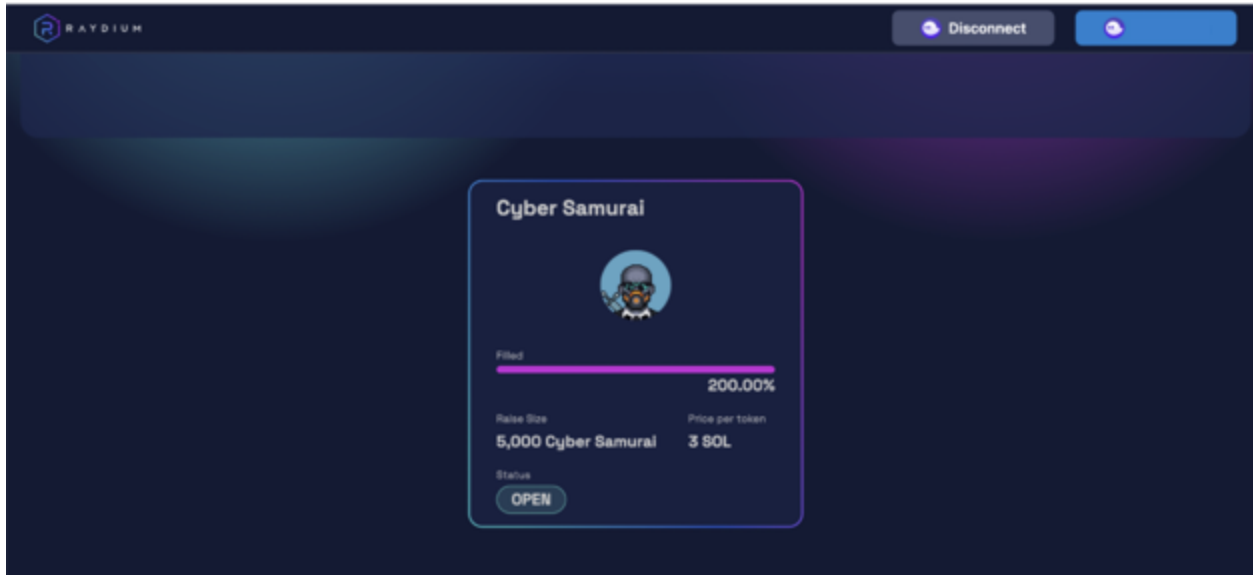 RAYDIUM
Disconnect
Cyber Samurai
Filled
200.00%
Raise Size
Price per token
5,000 Cyber Samurai
3 SOL
Status
OPEN